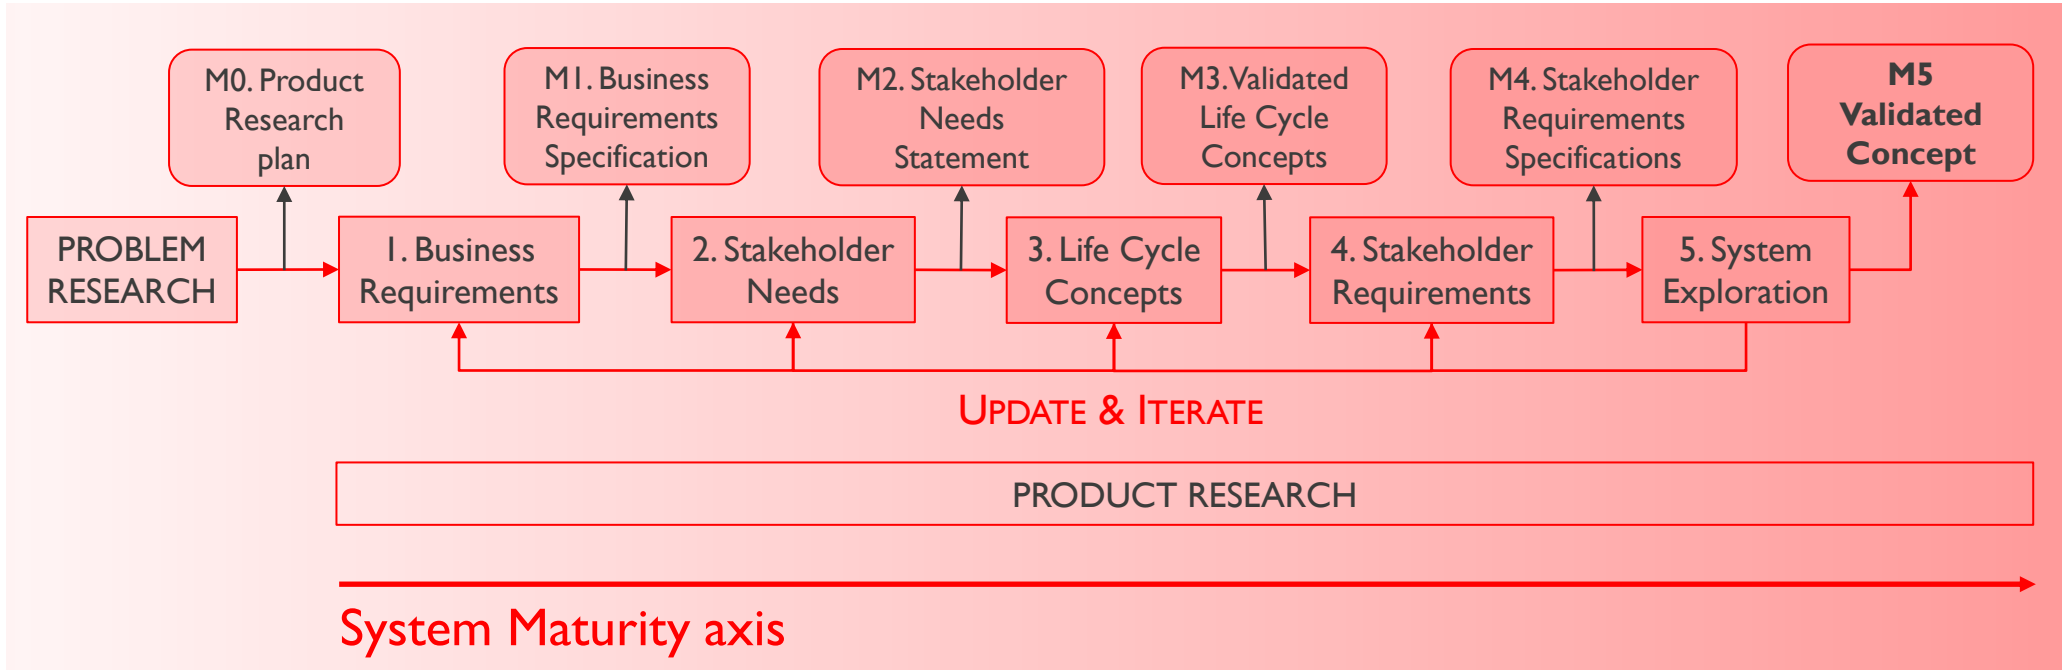 M0. Product
Research
plan
M1. Business
Requirements
Specification
M2. Stakeholder
Needs
Statement
M3. Validated
Life Cycle
Concepts
M4. Stakeholder
Requirements
Specifications
M5
Validated
Concept
PROBLEM
RESEARCH
1. Business
Requirements
2. Stakeholder
Needs
3. Life Cycle
Concepts
4. Stakeholder
Requirements
5. System
Exploration
UPDATE & ITERATE
PRODUCT RESEARCH
System Maturity axis